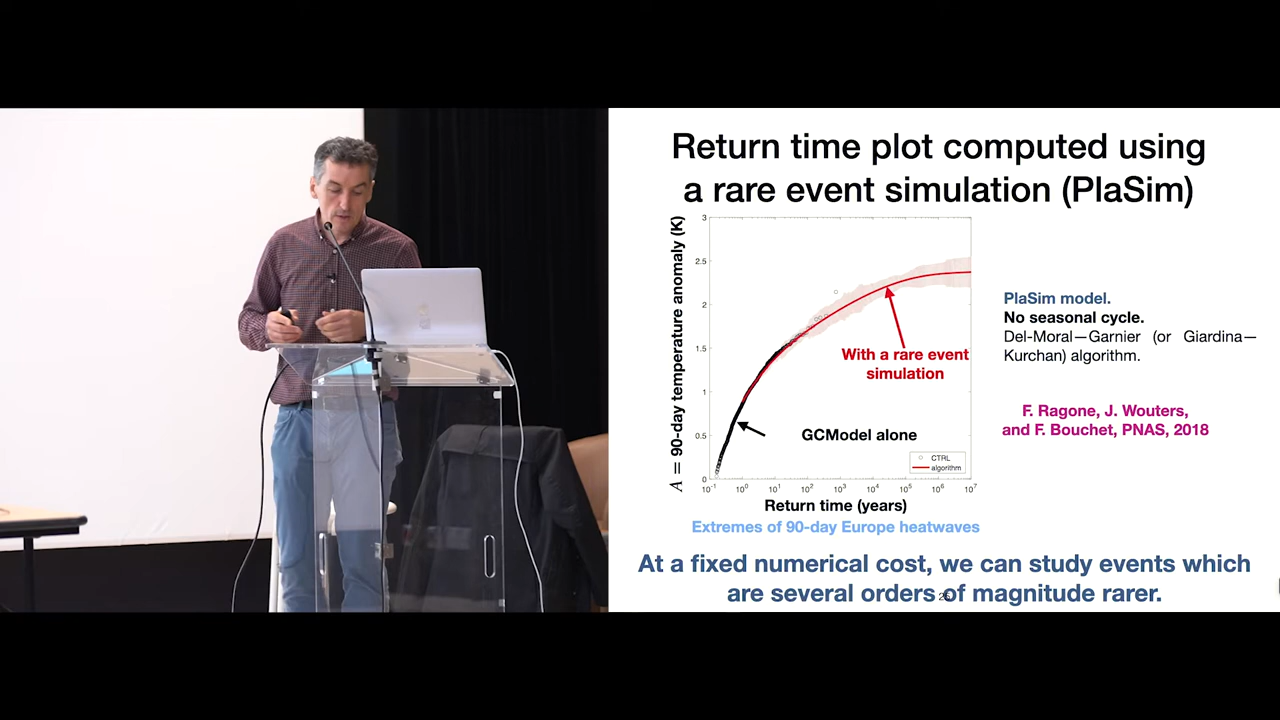 Return time plot computed using
a rare event simulation (PlaSim)
A = 90-day temperature anomaly (K)
3
2.5
2
1.5
1
0.5
0
With a rare event
simulation
GCModel alone
CTRL
algorithm
10⁻¹ 10⁰ 10¹ 10² 10³ 10⁴ 10⁵ 10⁶ 10⁷
Return time (years)
Extremes of 90-day Europe heatwaves
PlaSim model.
No seasonal cycle.
Del-Moral—Garnier (or Giardina—
Kurchan) algorithm.
F. Ragone, J. Wouters,
and F. Bouchet, PNAS, 2018
At a fixed numerical cost, we can study events which
are several orders of magnitude rarer.